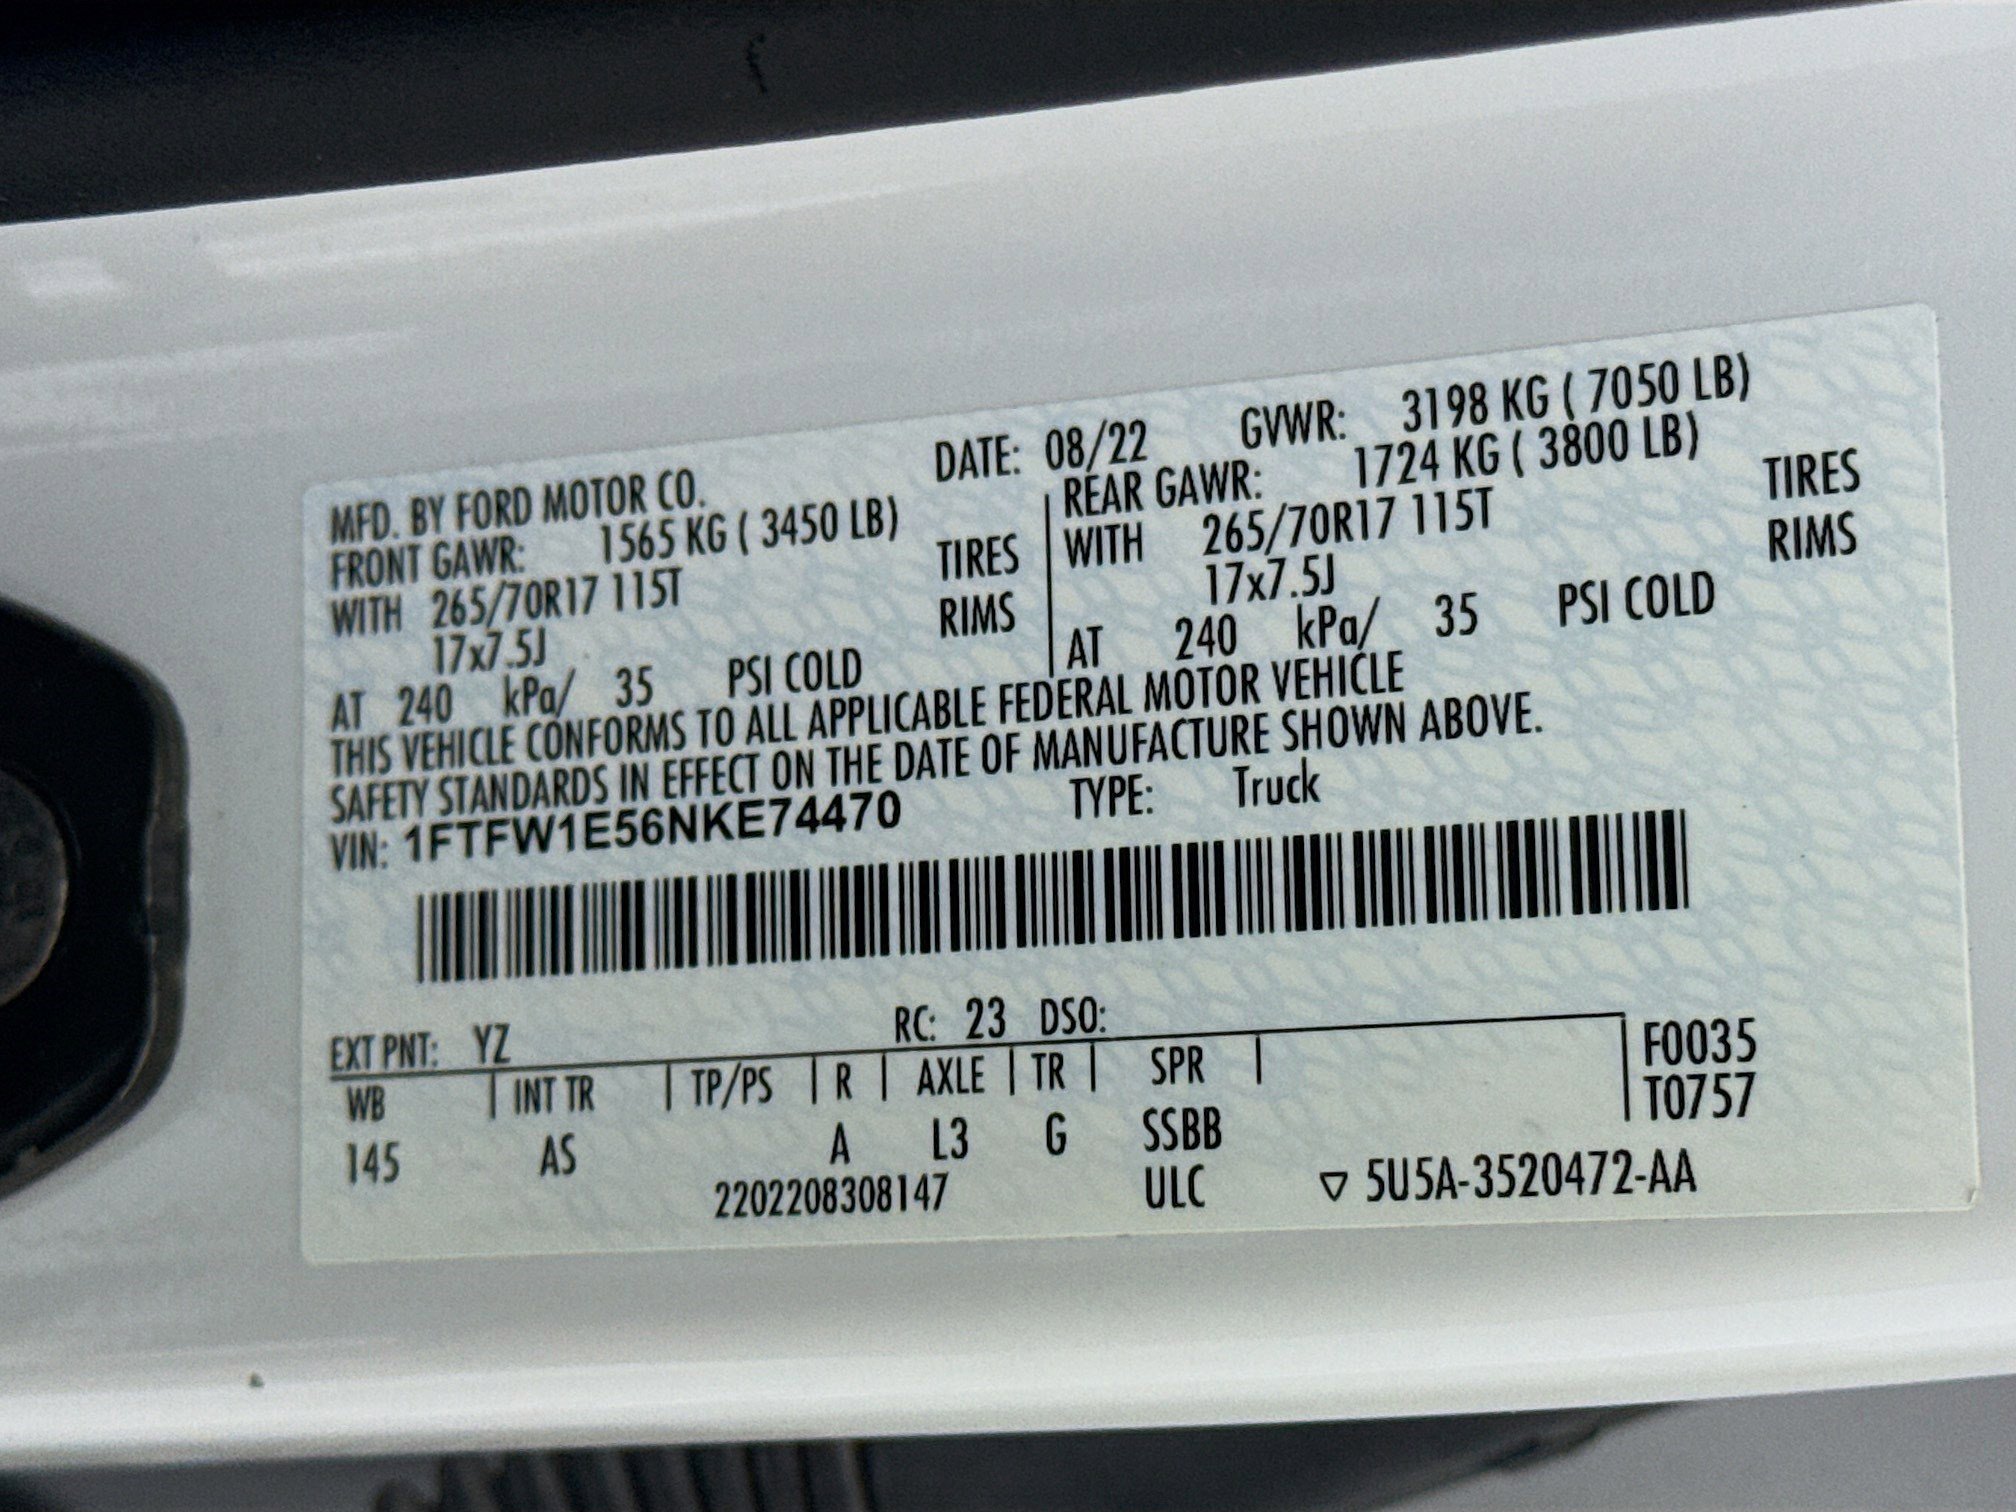 MFD. BY FORD MOTOR CO. DATE: 08/22 GVWR: 3198 KG ( 7050 LB)
FRONT GAWR: 1565 KG ( 3450 LB) REAR GAWR: 1724 KG ( 3800 LB)
WITH 265/70R17 115T TIRES WITH 265/70R17 115T TIRES
17x7.5J RIMS 17x7.5J RIMS
AT 240 kPa/ 35 PSI COLD AT 240 kPa/ 35 PSI COLD
THIS VEHICLE CONFORMS TO ALL APPLICABLE FEDERAL MOTOR VEHICLE
SAFETY STANDARDS IN EFFECT ON THE DATE OF MANUFACTURE SHOWN ABOVE.
VIN: 1FTFW1E56NKE74470 TYPE: Truck
EXT PNT: YZ RC: 23 DSO:
WB INT TR TP/PS R AXLE TR SPR F0035
T0757
145 AS A L3 G SSBB
2202208308147 ULC ▽ 5U5A-3520472-AA